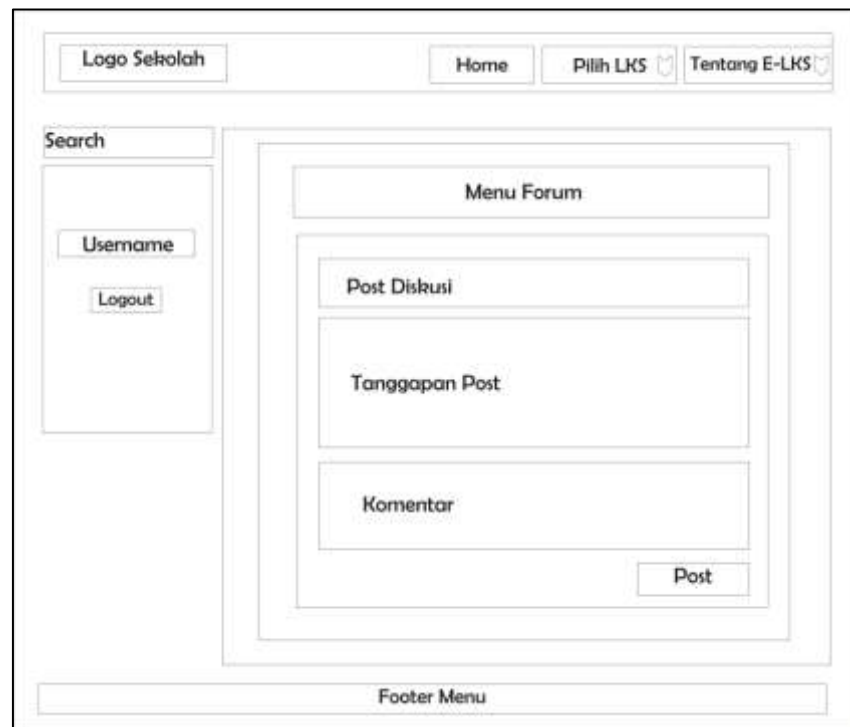 Logo Sekolah
Home
Pilih LKS
Tentang E-LKS
Search
Username
Logout
Menu Forum
Post Diskusi
Tanggapan Post
Komentar
Post
Footer Menu